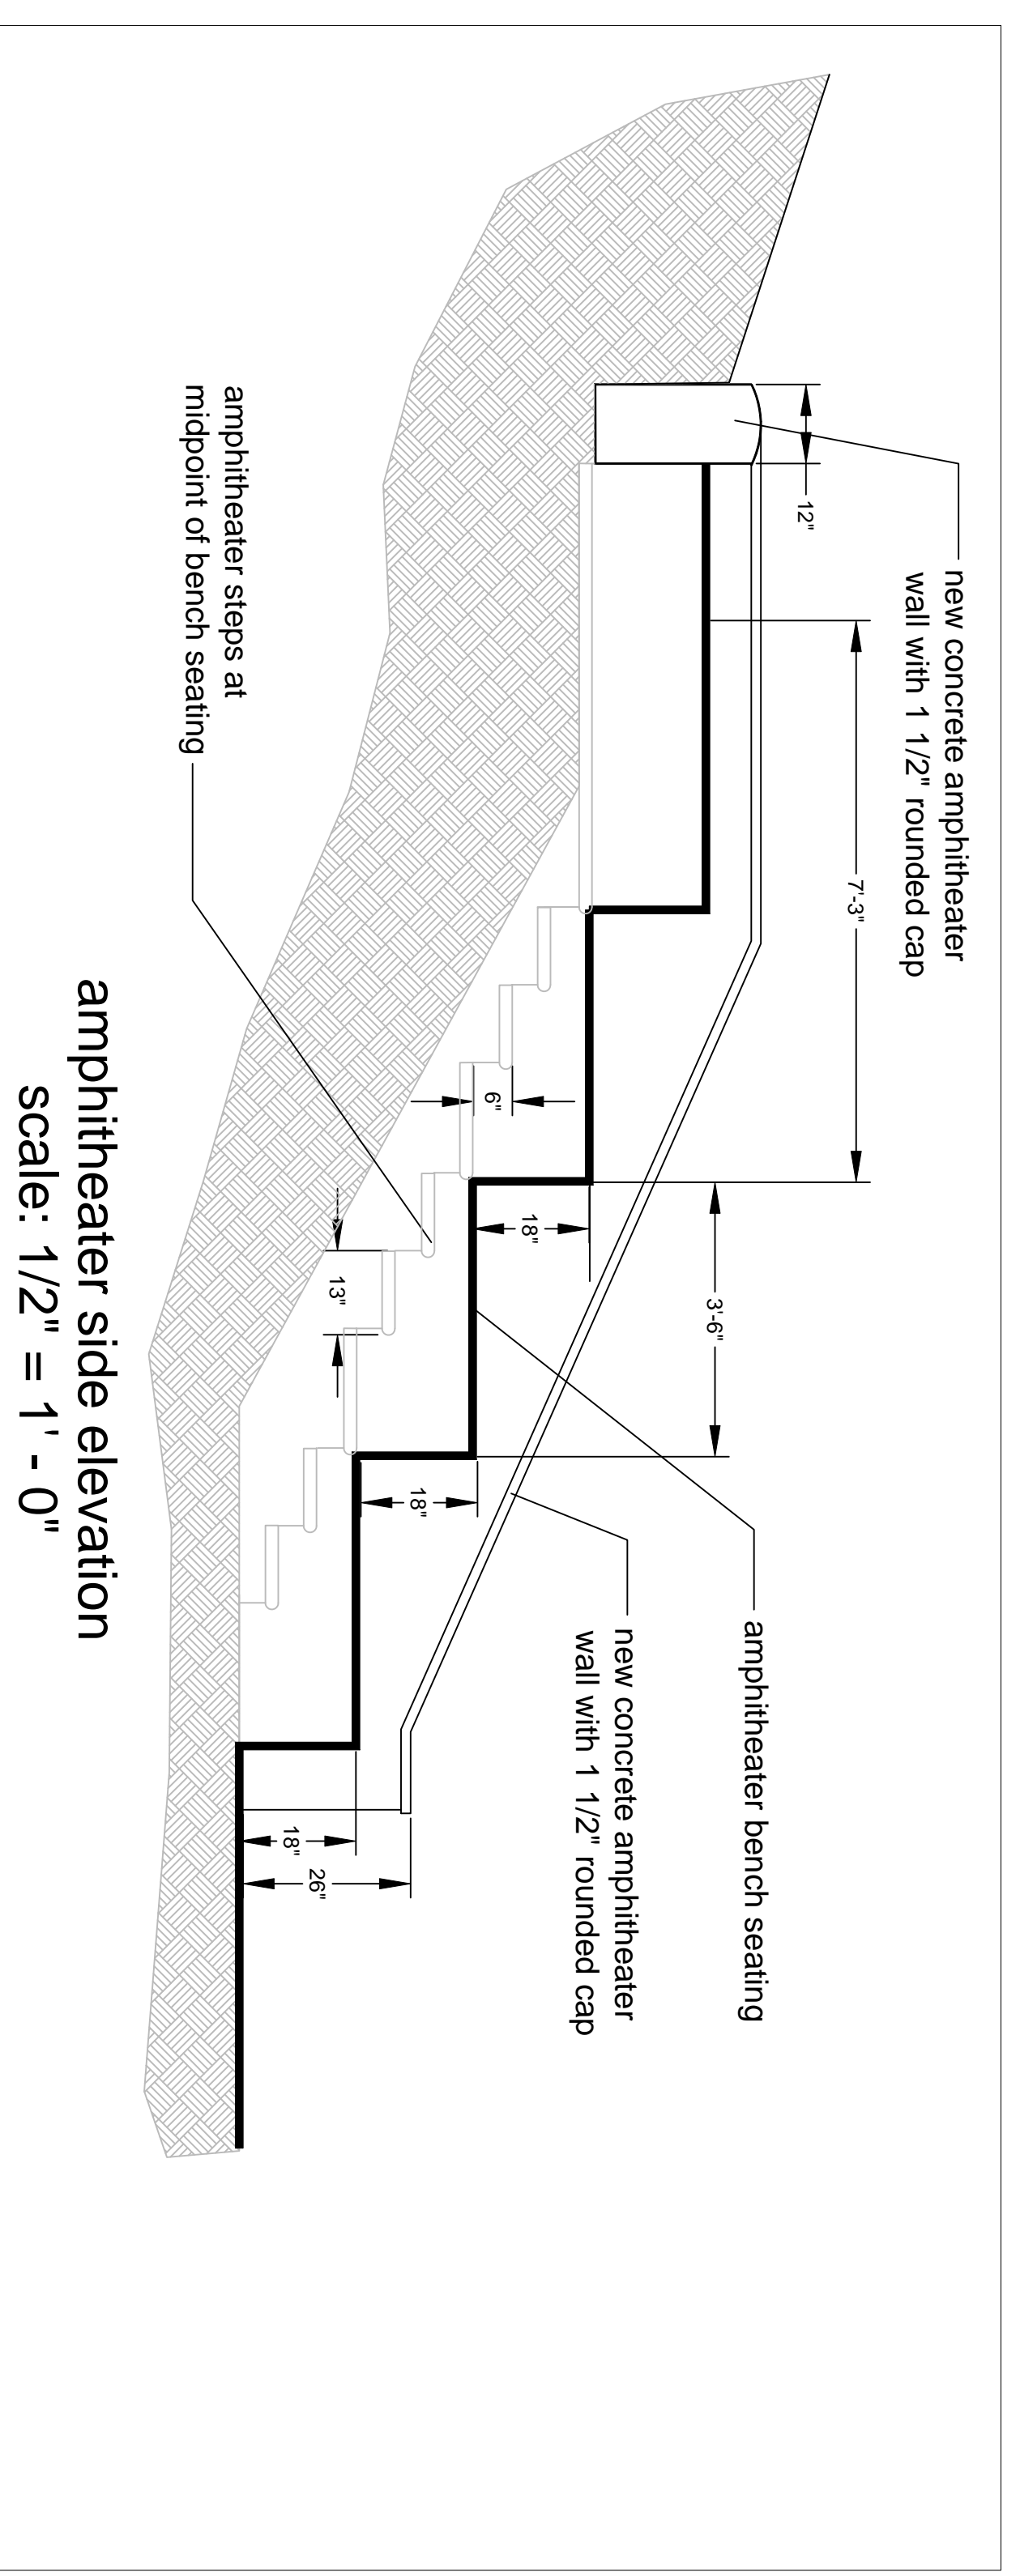 new concrete amphitheater
wall with 1 1/2" rounded cap
12"
7'-3"
3'-6"
amphitheater bench seating
new concrete amphitheater
wall with 1 1/2" rounded cap
6"
18"
18"
13"
18"
26"
amphitheater steps at
midpoint of bench seating
amphitheater side elevation
scale: 1/2" = 1' - 0"